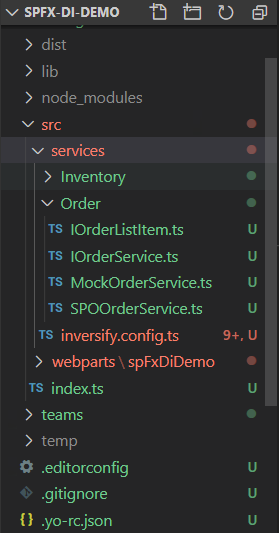 SPFX-DI-DEMO
dist
lib
node_modules
src
services
Inventory
Order
TS IOrderListItem.ts U
TS IOrderService.ts U
TS MockOrderService.ts U
TS SPOOrderService.ts U
TS inversify.config.ts 9+, U
webparts \ spFxDiDemo
TS index.ts U
teams
temp
.editorconfig U
.gitignore U
{} .yo-rc.json U